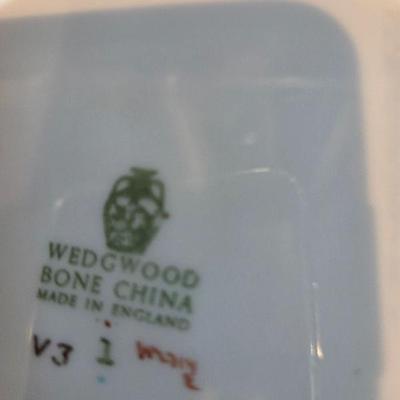 WEDGWOOD
BONE CHINA
MADE IN ENGLAND
V3 1